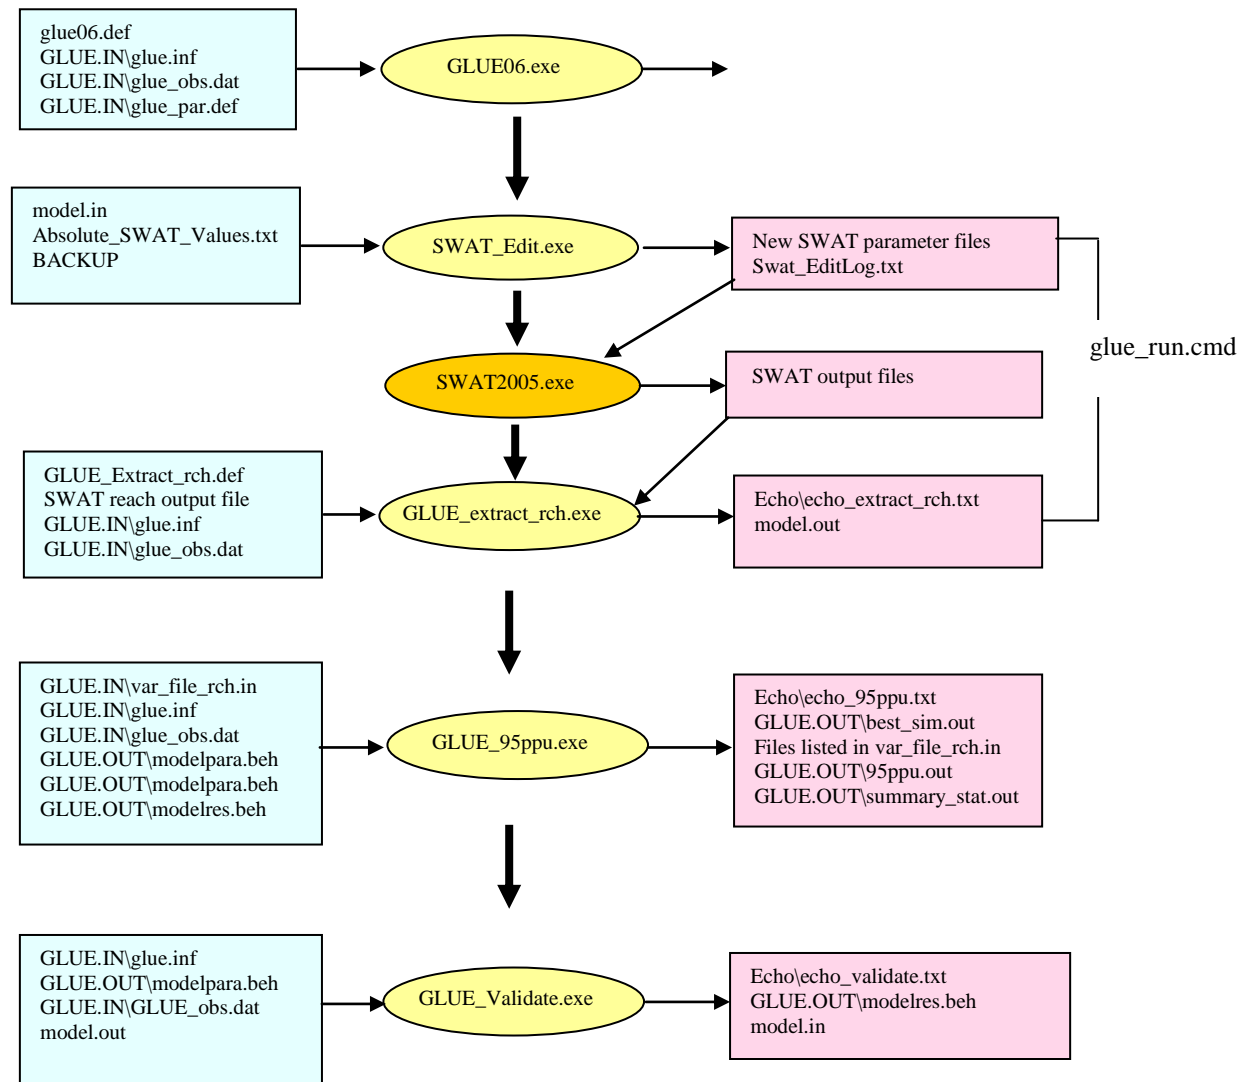 glue06.def
GLUE.IN\glue.inf
GLUE.IN\glue_obs.dat
GLUE.IN\glue_par.def
GLUE06.exe
model.in
Absolute_SWAT_Values.txt
BACKUP
SWAT_Edit.exe
New SWAT parameter files
Swat_EditLog.txt
glue_run.cmd
SWAT2005.exe
SWAT output files
GLUE_Extract_rch.def
SWAT reach output file
GLUE.IN\glue.inf
GLUE.IN\glue_obs.dat
GLUE_extract_rch.exe
Echo\echo_extract_rch.txt
model.out
GLUE.IN\var_file_rch.in
GLUE.IN\glue.inf
GLUE.IN\glue_obs.dat
GLUE.OUT\modelpara.beh
GLUE.OUT\modelpara.beh
GLUE.OUT\modelres.beh
GLUE_95ppu.exe
Echo\echo_95ppu.txt
GLUE.OUT\best_sim.out
Files listed in var_file_rch.in
GLUE.OUT\95ppu.out
GLUE.OUT\summary_stat.out
GLUE.IN\glue.inf
GLUE.OUT\modelpara.beh
GLUE.IN\GLUE_obs.dat
model.out
GLUE_Validate.exe
Echo\echo_validate.txt
GLUE.OUT\modelres.beh
model.in